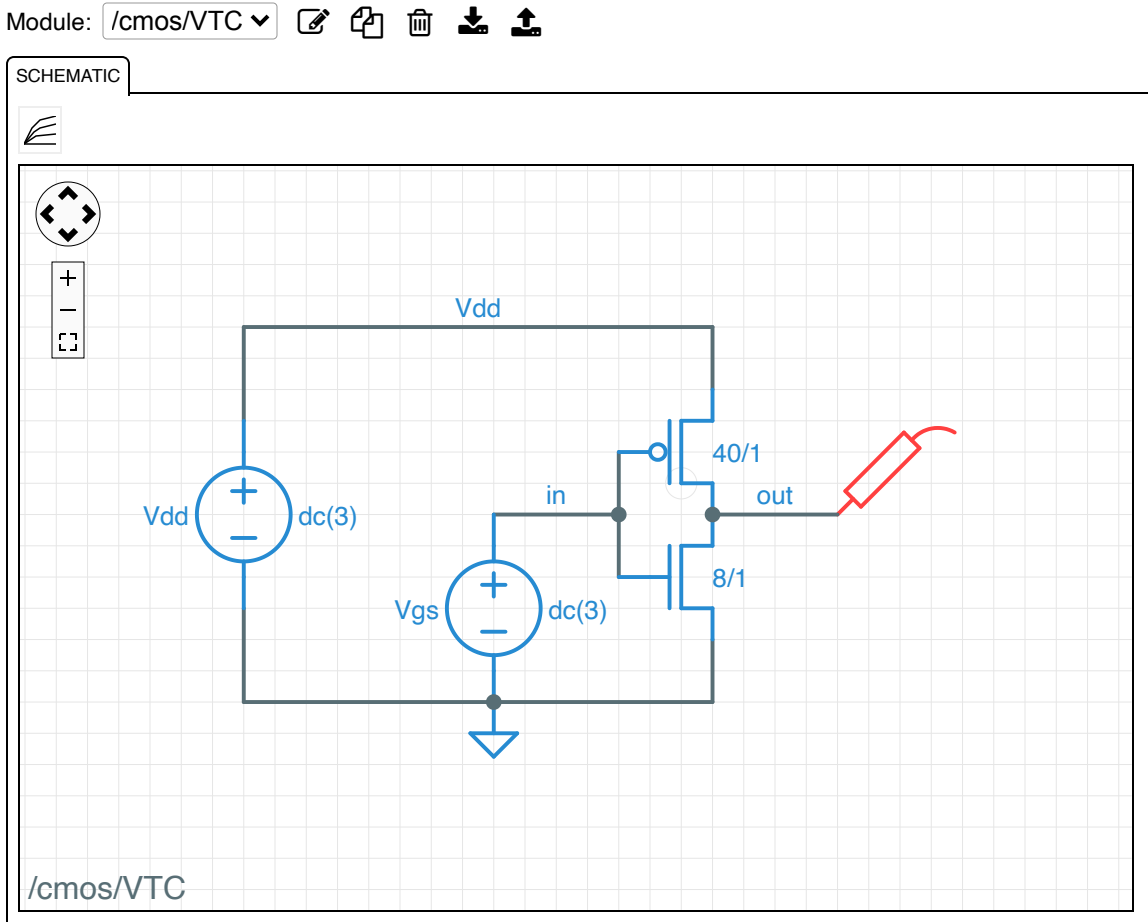 Module: /cmos/VTC
SCHEMATIC
Vdd
40/1
in
out
Vdd
dc(3)
8/1
Vgs
dc(3)
/cmos/VTC